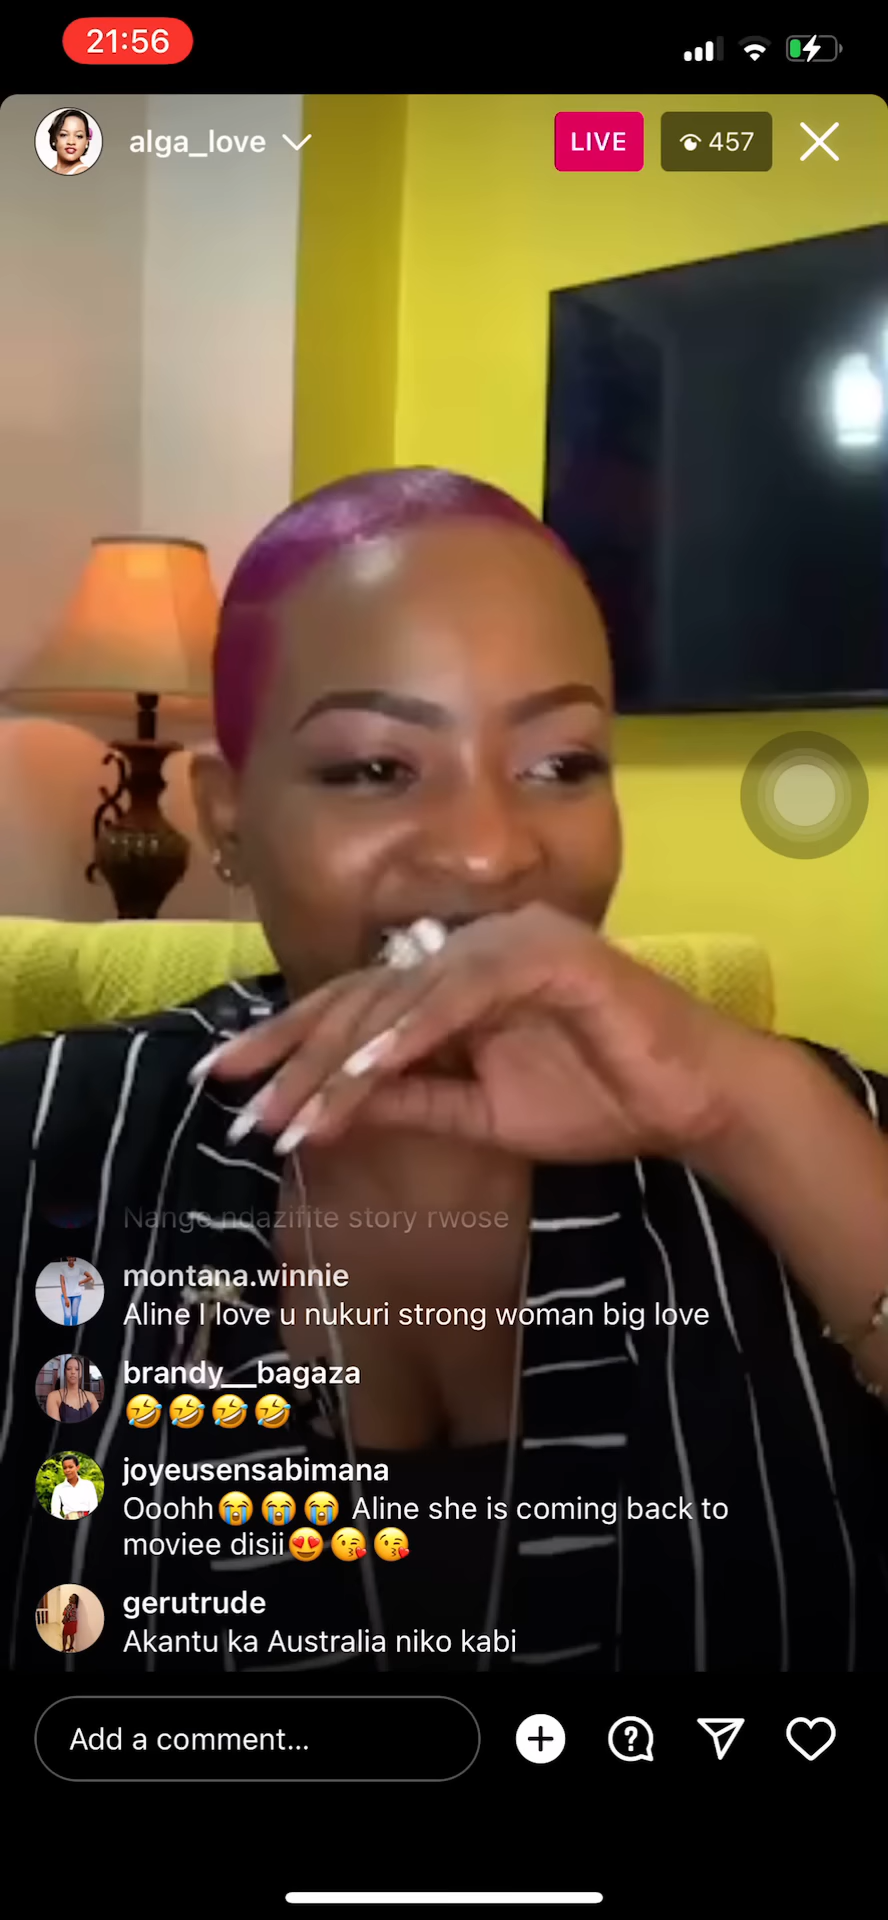 21:56
alga_love
LIVE
457
Nange ndazifite story rwose
montana.winnie
Aline I love u nukuri strong woman big love
brandy__bagaza
🤣🤣🤣🤣
joyeusensabimana
Ooohh😭😭😭 Aline she is coming back to
moviee disii😍😘😘
gerutrude
Akantu ka Australia niko kabi
Add a comment...